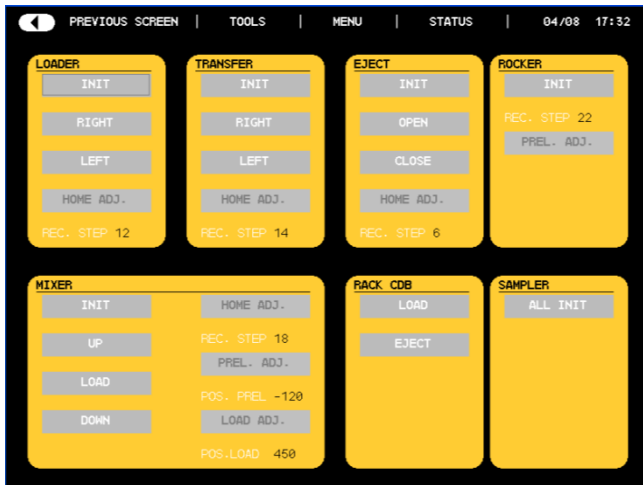 PREVIOUS SCREEN | TOOLS | MENU | STATUS | 04/08 17:32
LOADER
INIT
RIGHT
LEFT
HOME ADJ.
REC. STEP 12
TRANSFER
INIT
RIGHT
LEFT
HOME ADJ.
REC. STEP 14
EJECT
INIT
OPEN
CLOSE
HOME ADJ.
REC. STEP 6
ROCKER
INIT
REC. STEP 22
PREL. ADJ.
MIXER
INIT
UP
LOAD
DOWN
HOME ADJ.
REC. STEP 18
PREL. ADJ.
POS. PREL -120
LOAD ADJ.
POS.LOAD 450
RACK CDB
LOAD
EJECT
SAMPLER
ALL INIT